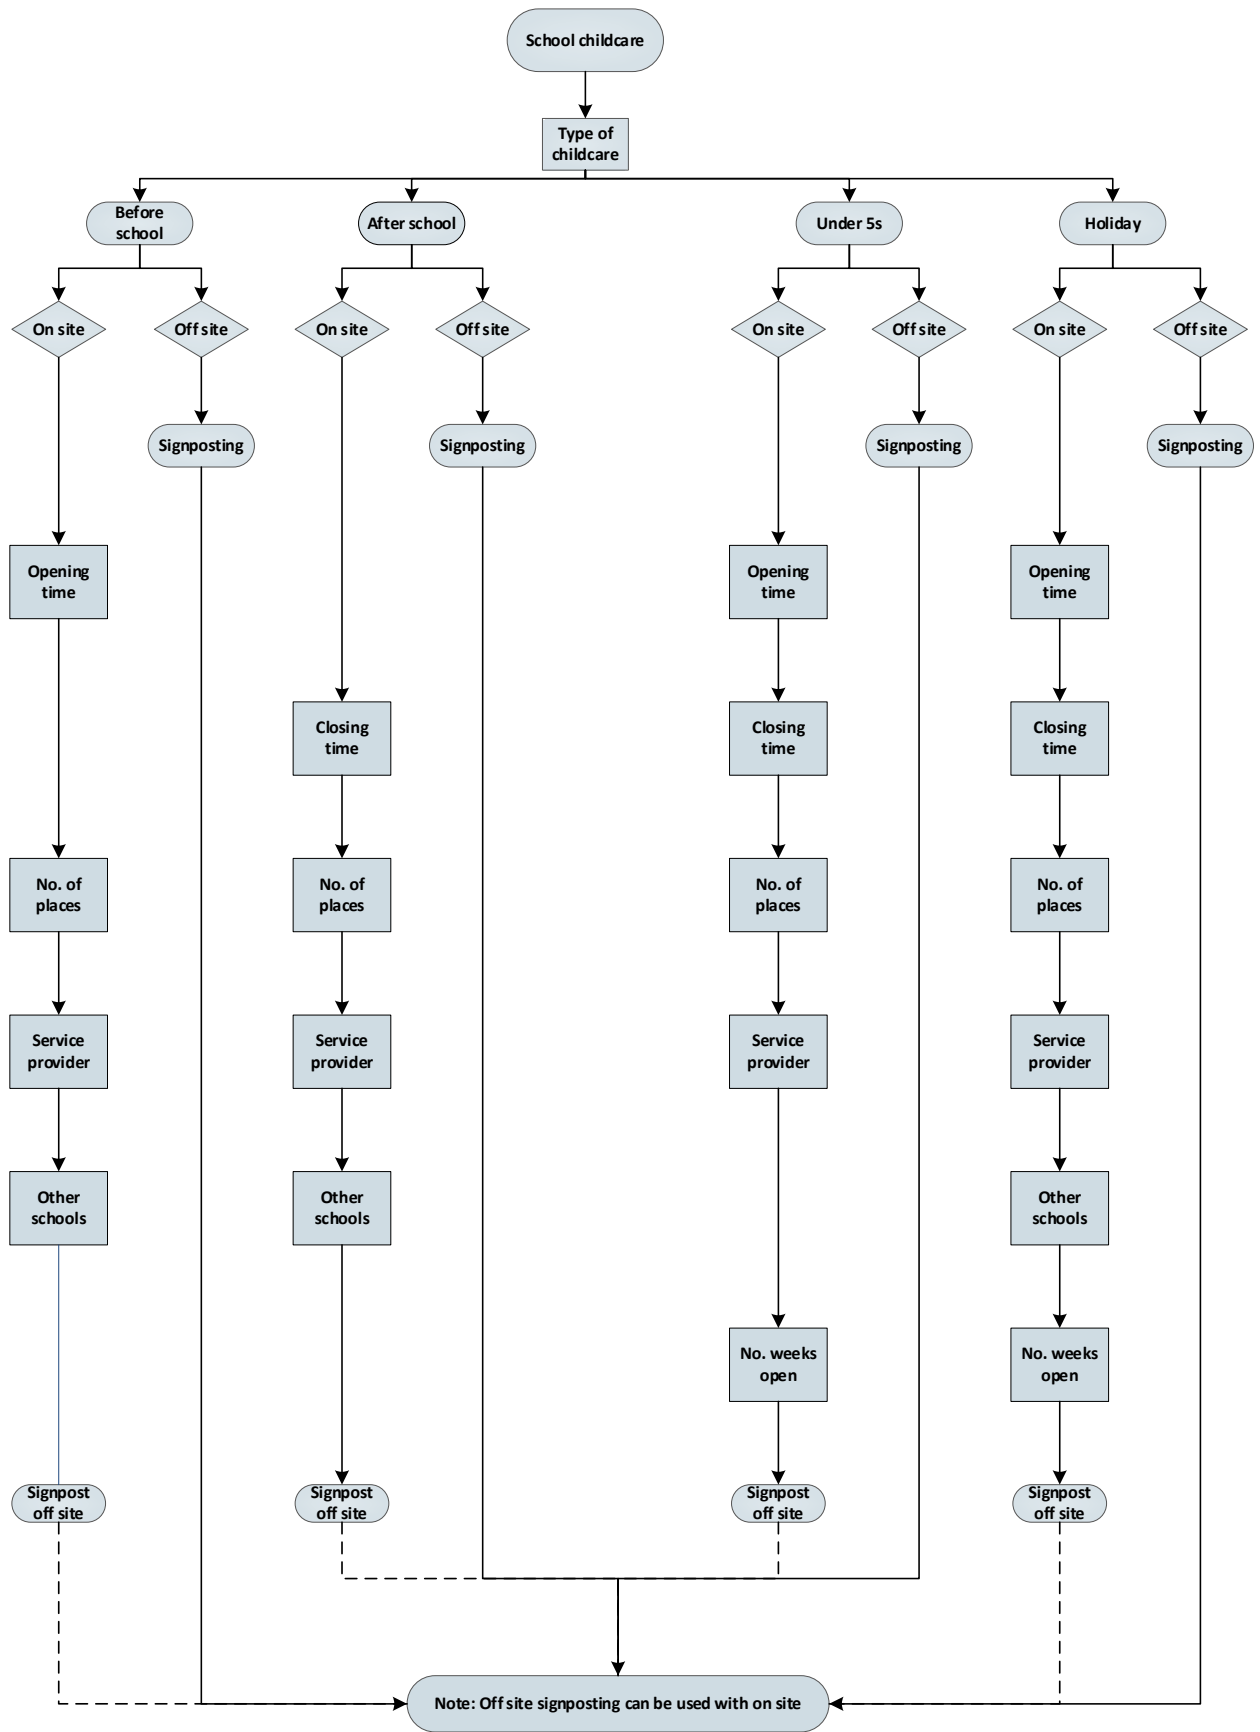 School childcare
Type of
childcare
Before
school
After school
Under 5s
Holiday
On site
Off site
On site
Off site
On site
Off site
On site
Off site
Signposting
Signposting
Signposting
Signposting
Opening
time
Opening
time
Opening
time
Closing
time
Closing
time
Closing
time
No. of
places
No. of
places
No. of
places
No. of
places
Service
provider
Service
provider
Service
provider
Service
provider
Other
schools
Other
schools
Other
schools
No. weeks
open
No. weeks
open
Signpost
off site
Signpost
off site
Signpost
off site
Signpost
off site
Note: Off site signposting can be used with on site